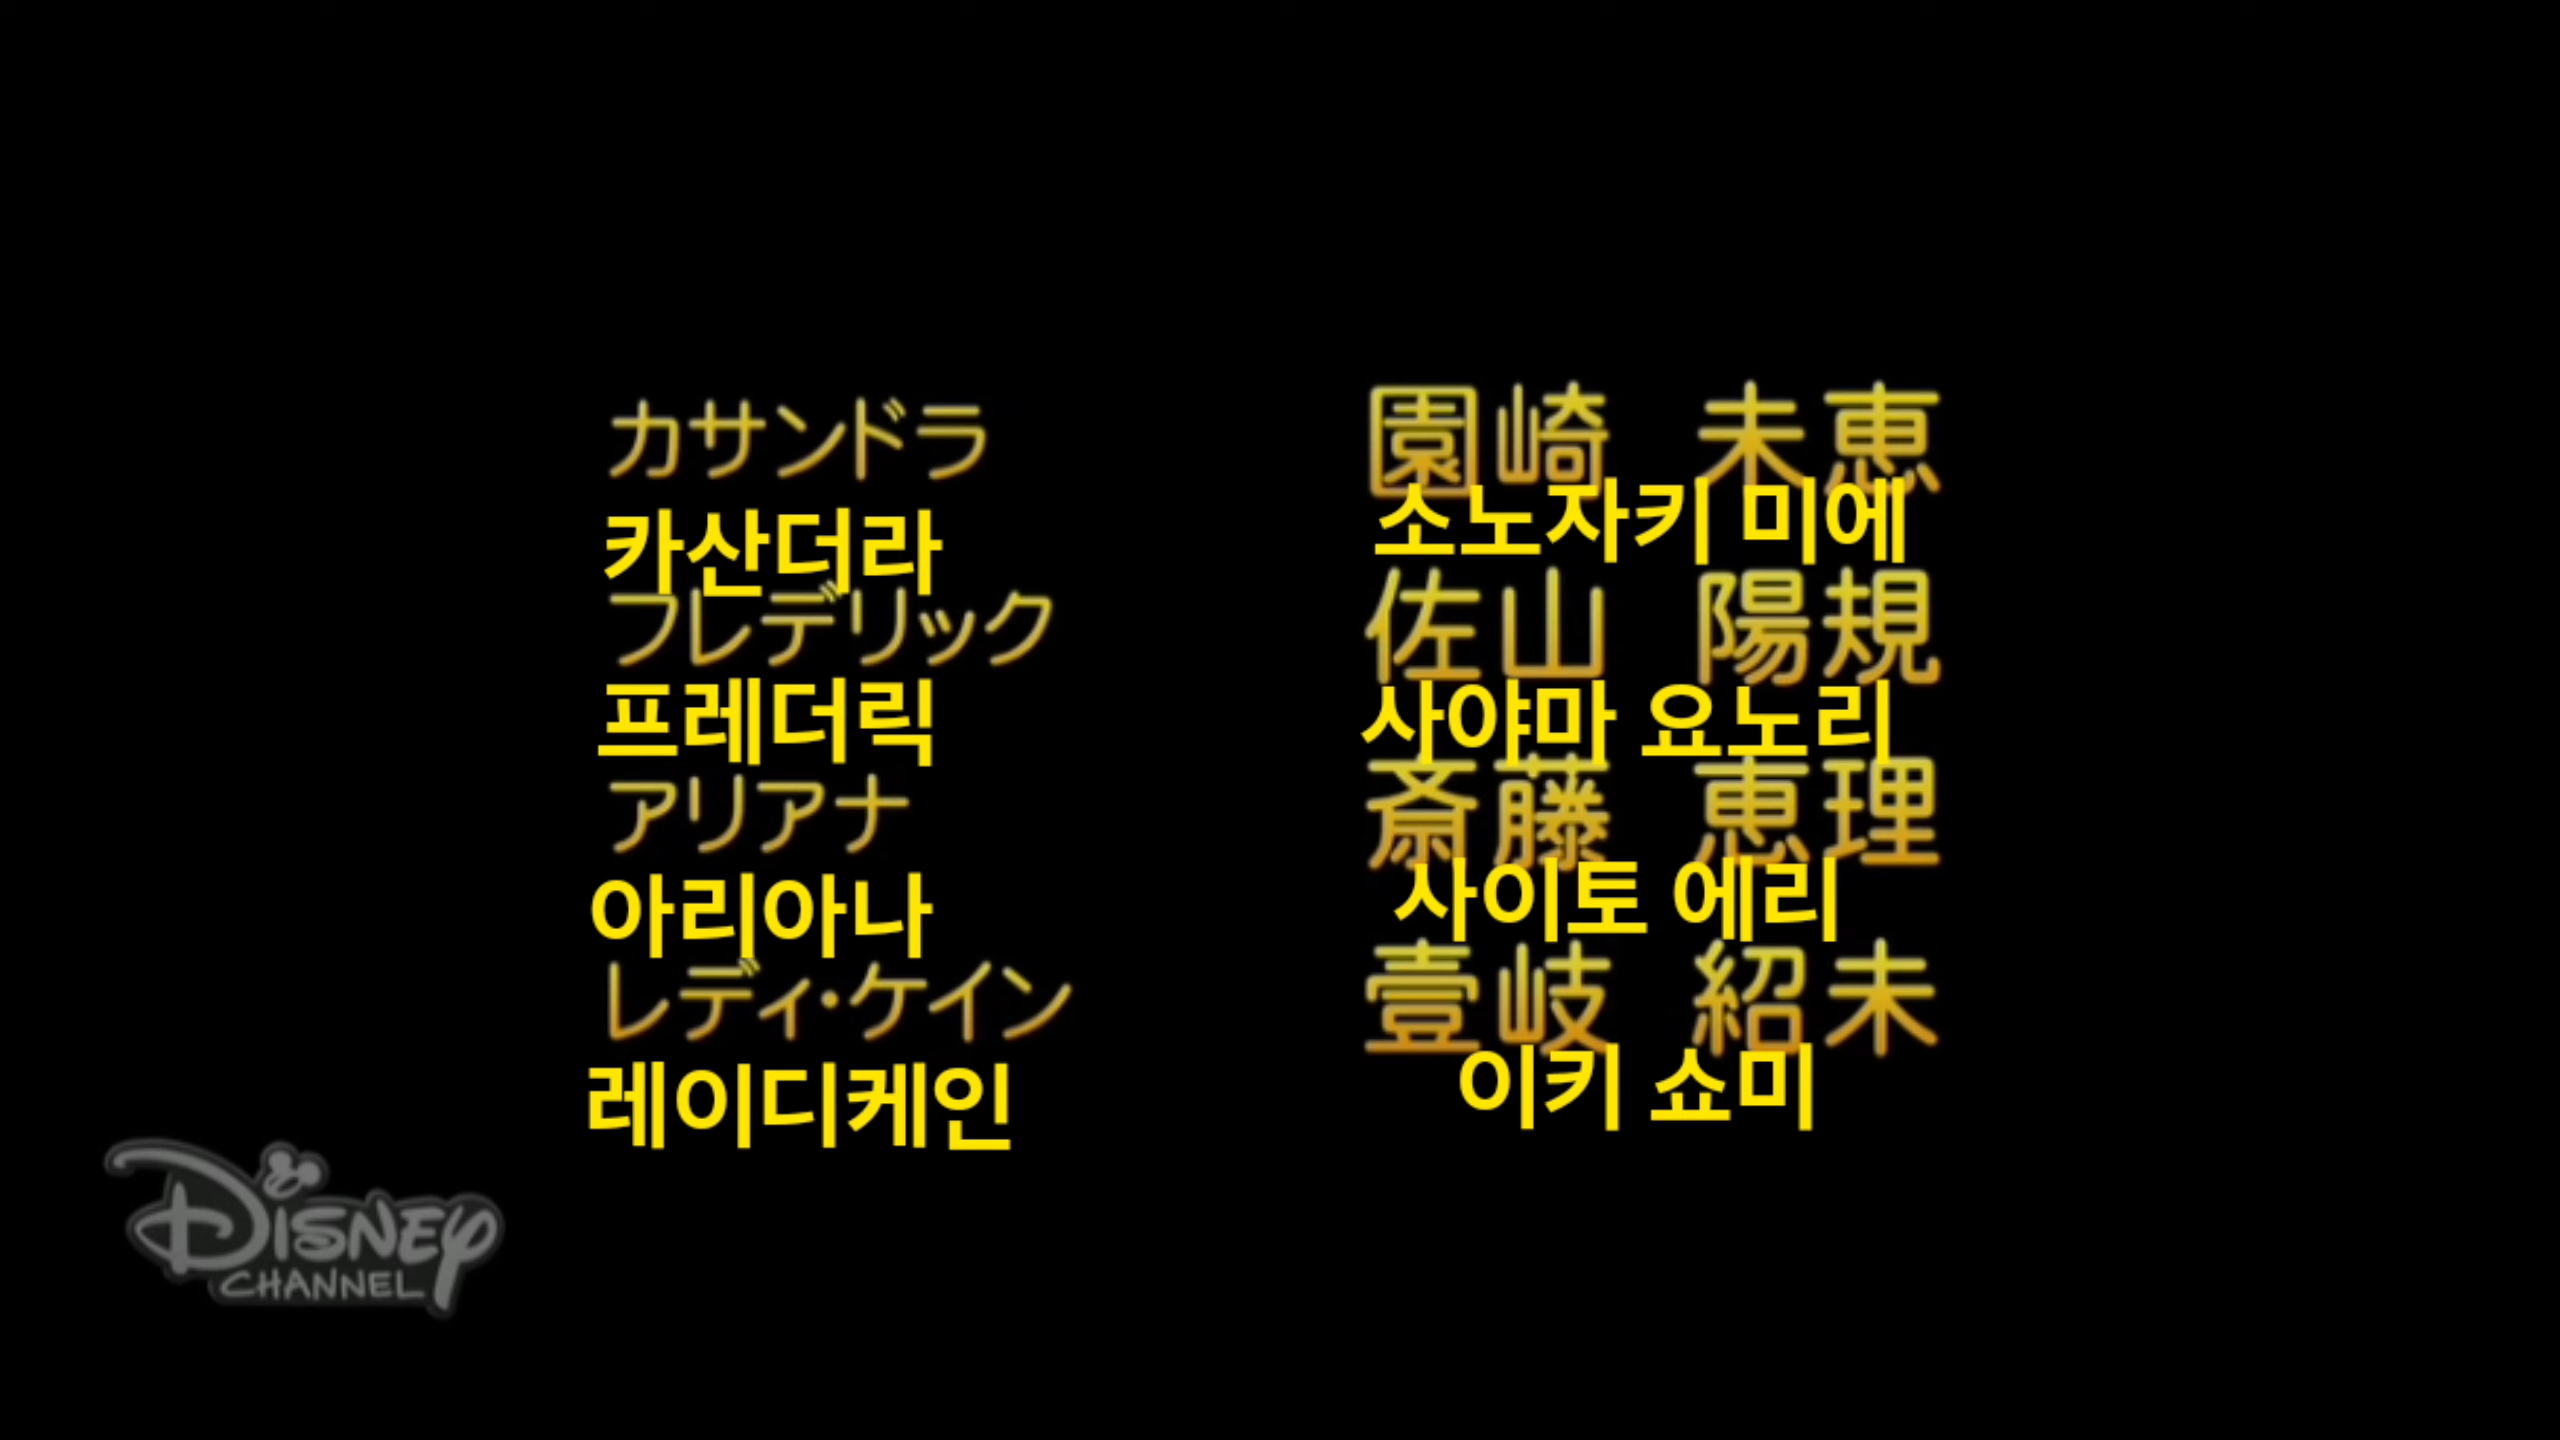 カサンドラ 園崎 未恵
카산더라 소노자키 미에
フレデリック 佐山 陽規
프레더릭 사야마 요노리
アリアナ 斎藤 恵理
아리아나 사이토 에리
レディ・ケイン 壹岐 紹未
레이디케인 이키 쇼미
DISNEY
CHANNEL